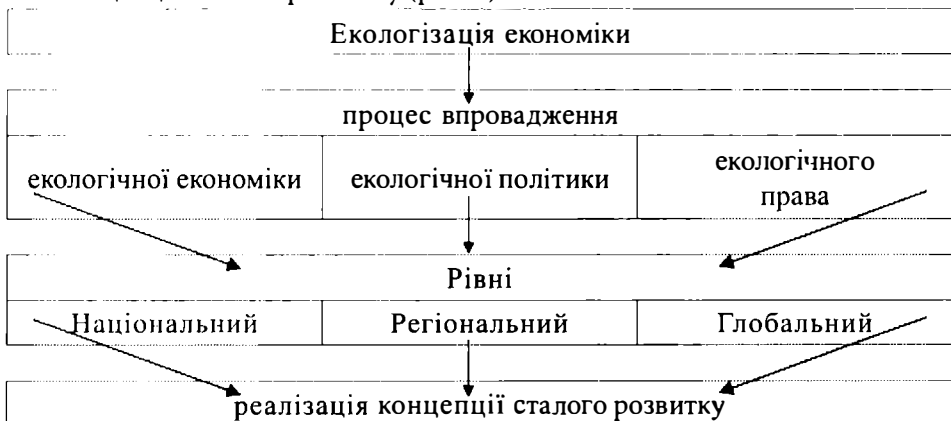 Екологізація економіки
процес впровадження
екологічної економіки
екологічної політики
екологічного
права
Рівні
Національний
Регіональний
Глобальний
реалізація концепції сталого розвитку